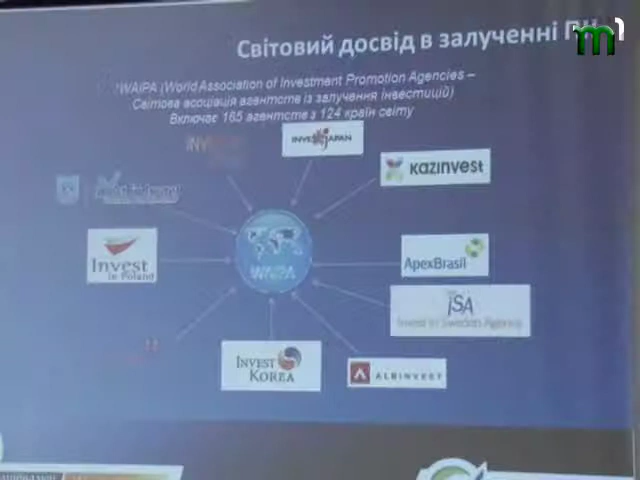 Світовий досвід в залученні
*WAIPA (World Association of Investment Promotion Agencies –
Світова асоціація агентств із залучення інвестицій)
Включає 165 агентств з 124 країн світу
JAPAN
KAZINVEST
Invest
in Poland
WAIPA
ApexBrasil
iSA
Invest in Sweden Agency
INVEST
KOREA
ALBINVEST
m